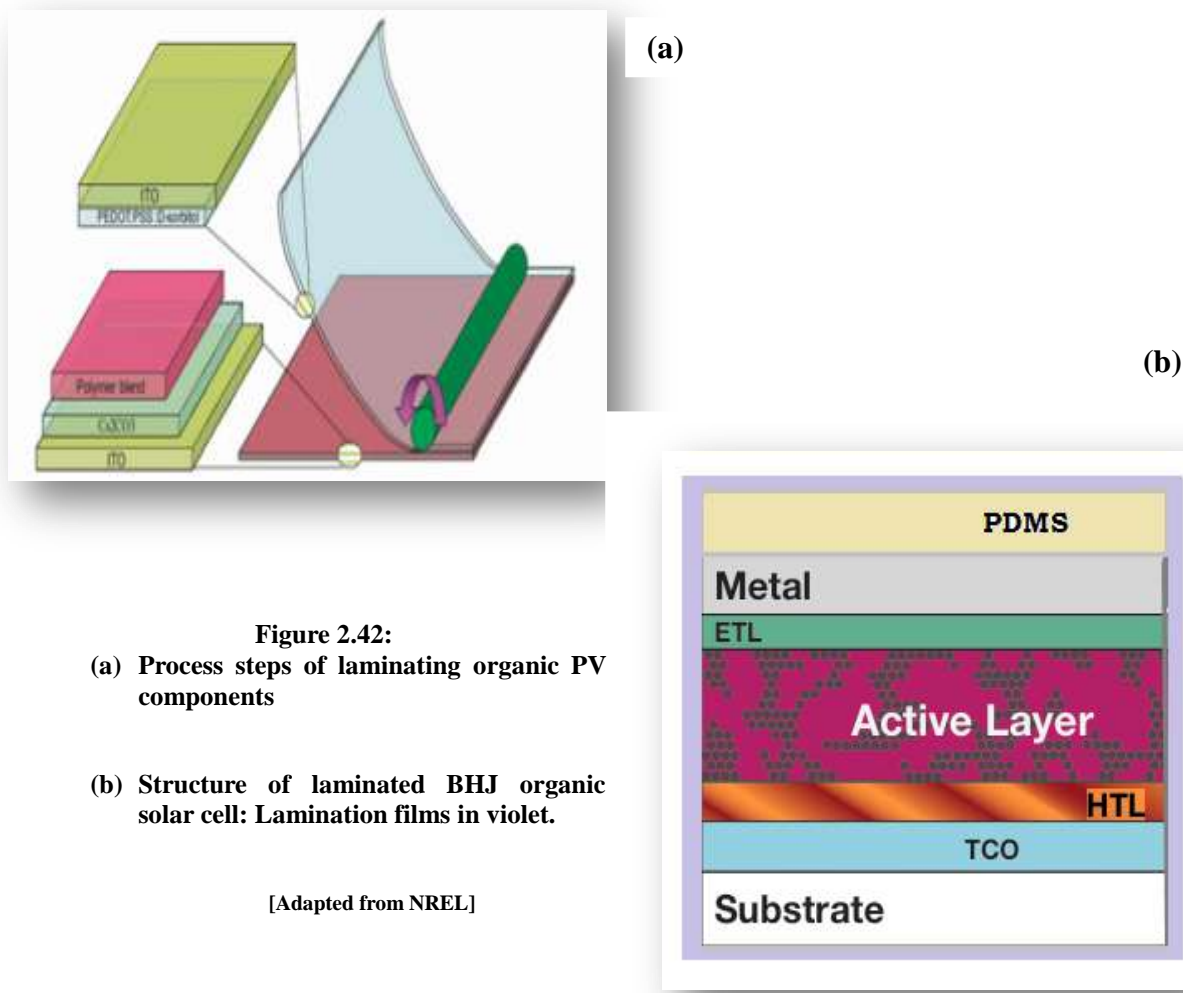 (a)
ITO
PEDOT:PSS: D-sorbitol
Polymer blend
ITO
(b)
Figure 2.42:
(a) Process steps of laminating organic PV
components
(b) Structure of laminated BHJ organic
solar cell: Lamination films in violet.
[Adapted from NREL]
PDMS
Metal
ETL
Active Layer
HTL
TCO
Substrate